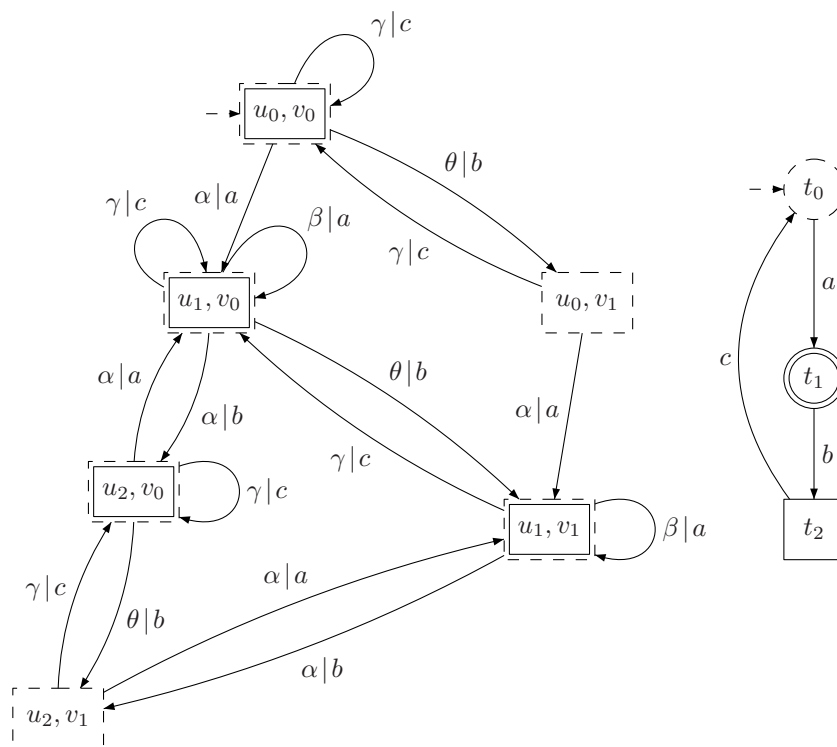 γ|c
u₀, v₀
θ|b
t₀
α|a
γ|c
β|a
γ|c
a
u₁, v₀
u₀, v₁
c
t₁
α|a
θ|b
α|b
α|a
γ|c
b
u₂, v₀
γ|c
u₁, v₁
β|a
t₂
α|a
γ|c
θ|b
α|b
u₂, v₁